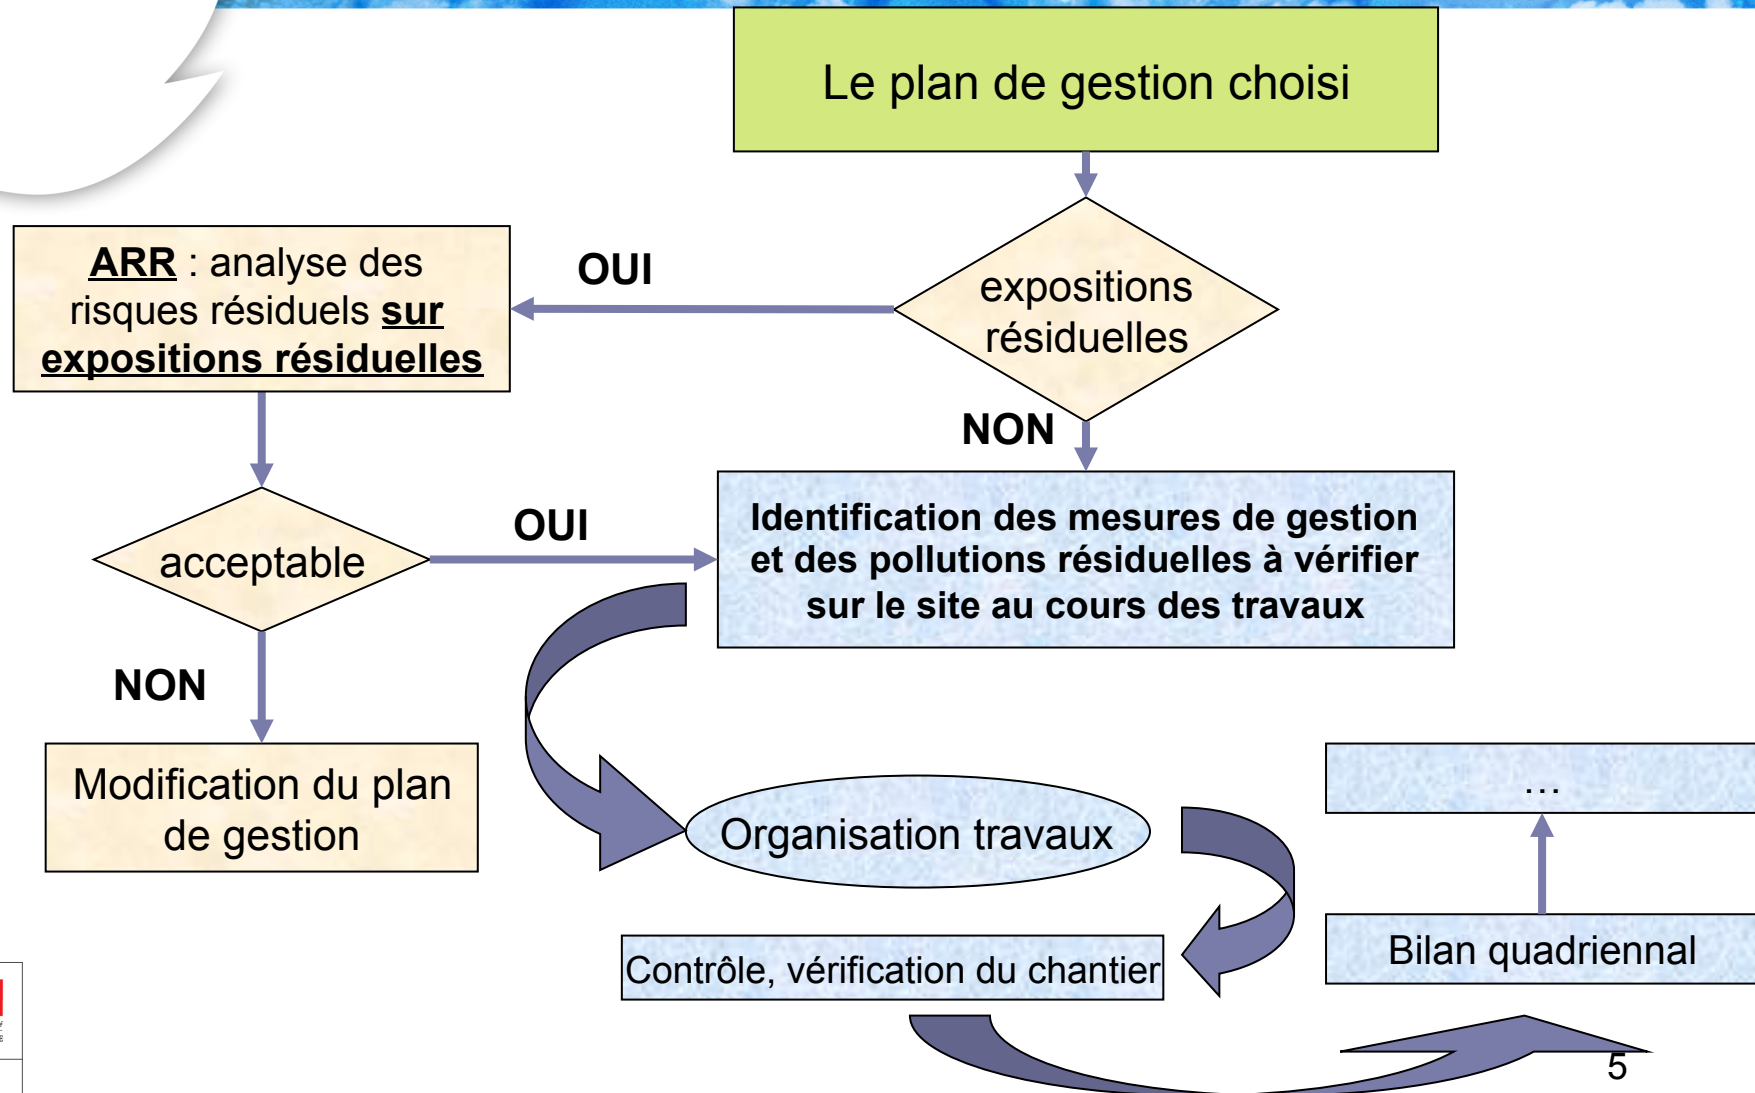 Le plan de gestion choisi
ARR : analyse des
risques résiduels sur
expositions résiduelles
OUI
expositions
résiduelles
NON
acceptable
OUI
Identification des mesures de gestion
et des pollutions résiduelles à vérifier
sur le site au cours des travaux
NON
Modification du plan
de gestion
Organisation travaux
…
Contrôle, vérification du chantier
Bilan quadriennal
5